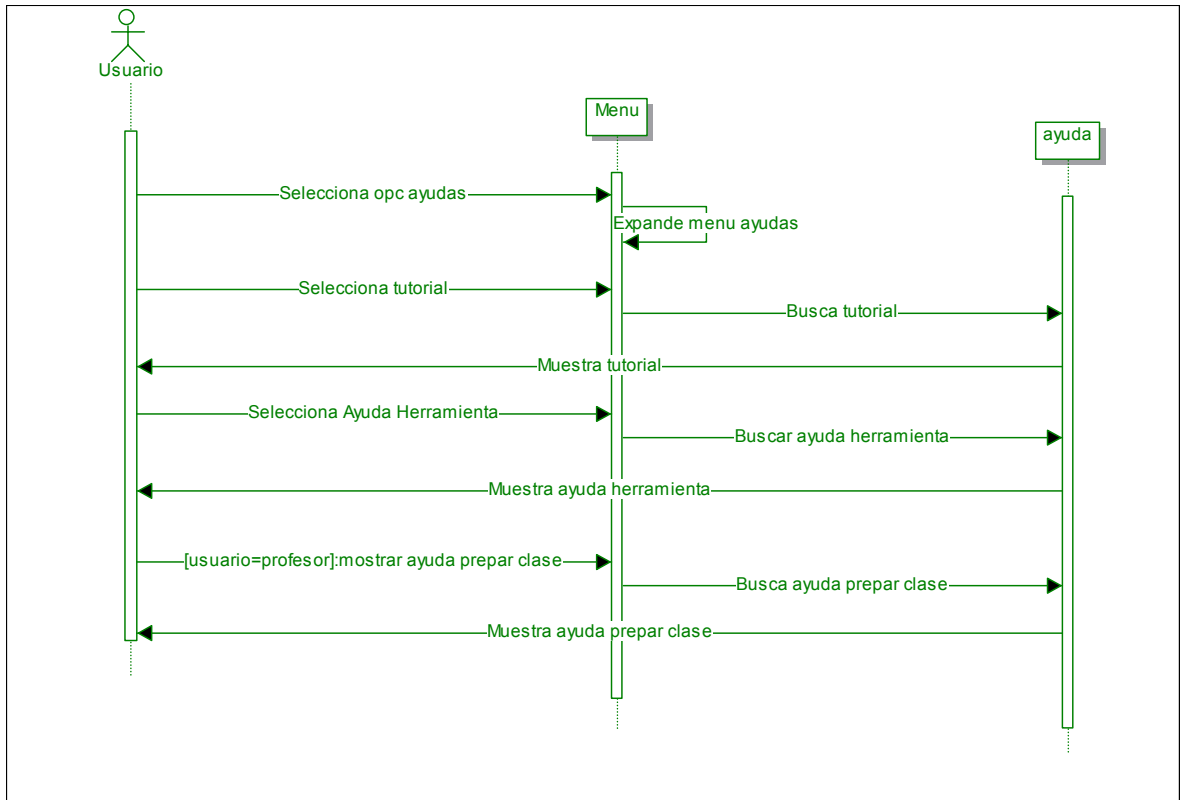 Usuario
Menu
ayuda
Selecciona opc ayudas
Expande menu ayudas
Selecciona tutorial
Busca tutorial
Muestra tutorial
Selecciona Ayuda Herramienta
Buscar ayuda herramienta
Muestra ayuda herramienta
[usuario=profesor]:mostrar ayuda prepar clase
Busca ayuda prepar clase
Muestra ayuda prepar clase